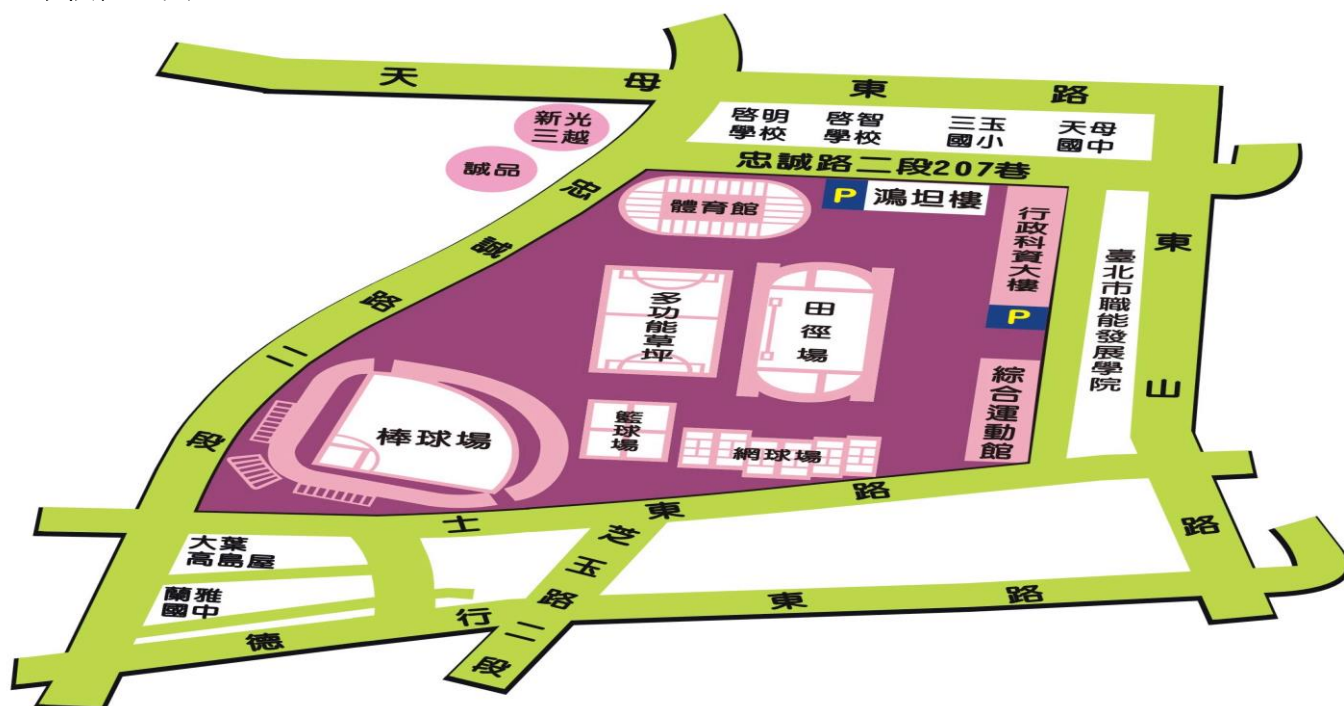 天母東路
新光
三越
誠品
啓明
學校
啓智
學校
三玉
國小
天母
國中
忠誠路二段207巷
體育館
P
鴻坦樓
行政科資大樓
P
臺北市職能發展學院
東山路
忠誠路二段
多功能草坪
田徑場
綜合運動館
棒球場
籃球場
網球場
士東路
芝玉路二段
大葉
高島屋
蘭雅
國中
德行東路